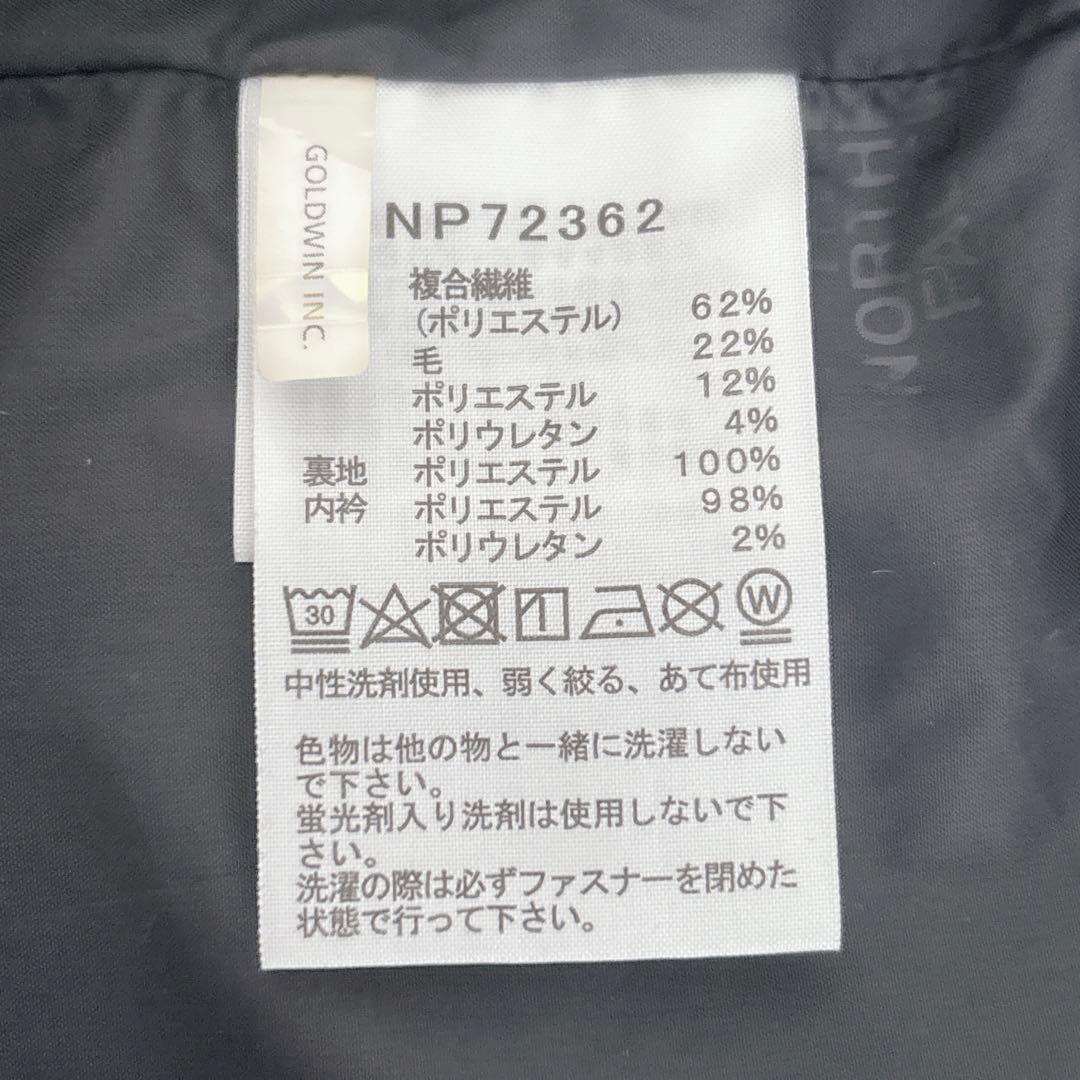 GOLDWIN INC.
NP72362
複合繊維
(ポリエステル) 62%
毛 22%
ポリエステル 12%
ポリウレタン 4%
裏地 ポリエステル 100%
内衿 ポリエステル 98%
ポリウレタン 2%
30
W
中性洗剤使用、弱く絞る、あて布使用
色物は他の物と一緒に洗濯しない
で下さい。
蛍光剤入り洗剤は使用しないで下
さい。
洗濯の際は必ずファスナーを閉めた
状態で行って下さい。
NORTH